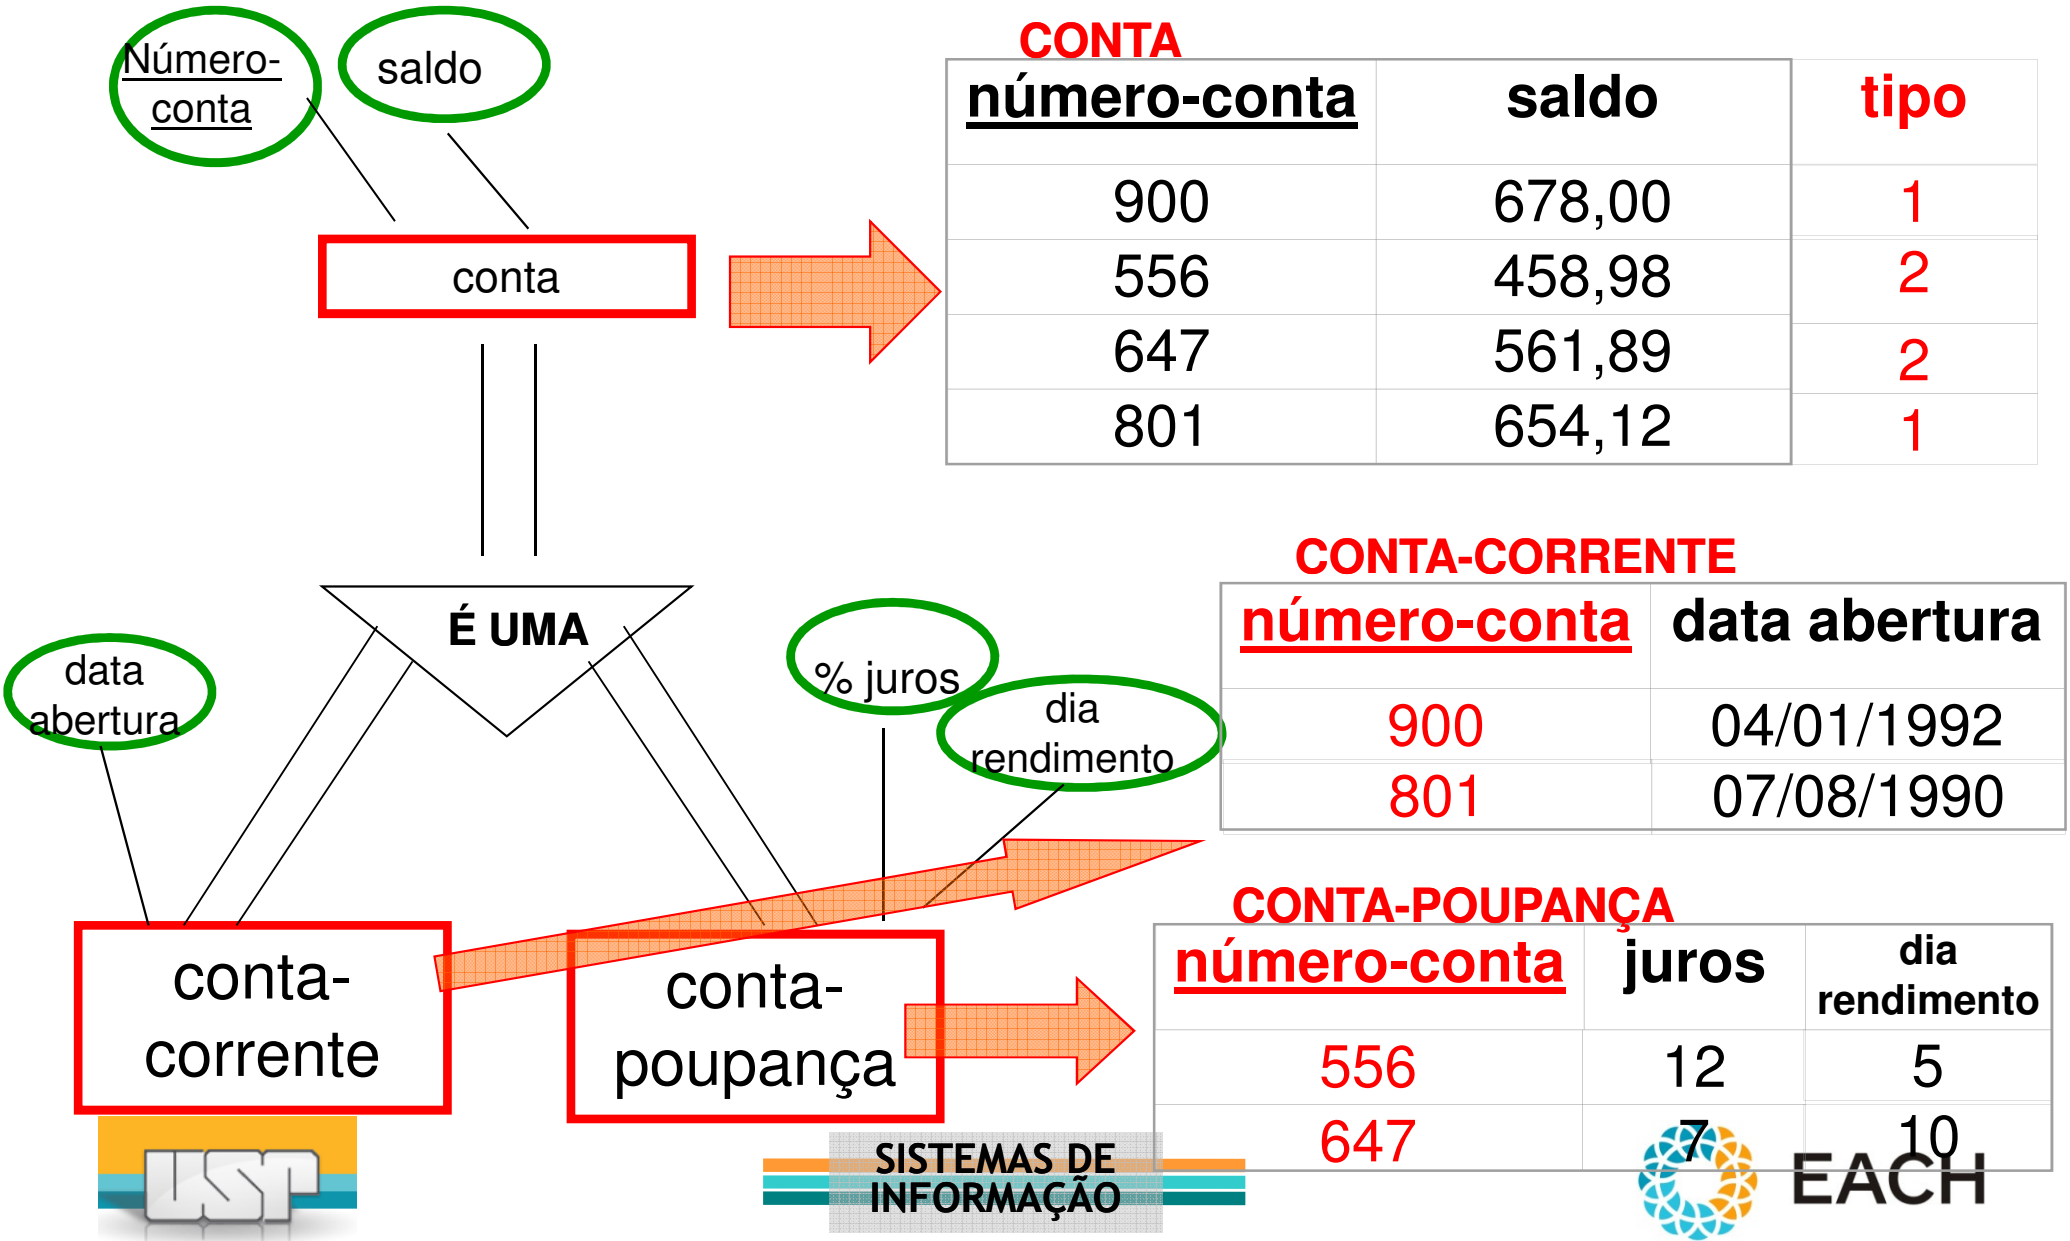 Número-
conta
saldo
conta
É UMA
data
abertura
% juros
dia
rendimento
conta-
corrente
conta-
poupança
CONTA
número-conta saldo tipo
900 678,00 1
556 458,98 2
647 561,89 2
801 654,12 1
CONTA-CORRENTE
número-conta data abertura
900 04/01/1992
801 07/08/1990
CONTA-POUPANÇA
número-conta juros dia
rendimento
556 12 5
647 7 10
USP
SISTEMAS DE
INFORMAÇÃO
EACH